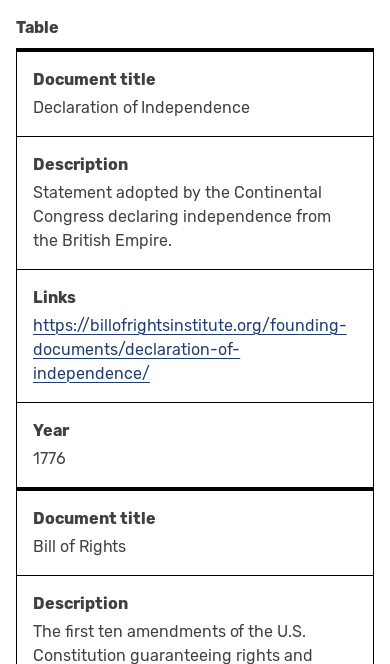 Table
Document title
Declaration of Independence
Description
Statement adopted by the Continental
Congress declaring independence from
the British Empire.
Links
https://billofrightsinstitute.org/founding-
documents/declaration-of-
independence/
Year
1776
Document title
Bill of Rights
Description
The first ten amendments of the U.S.
Constitution guaranteeing rights and